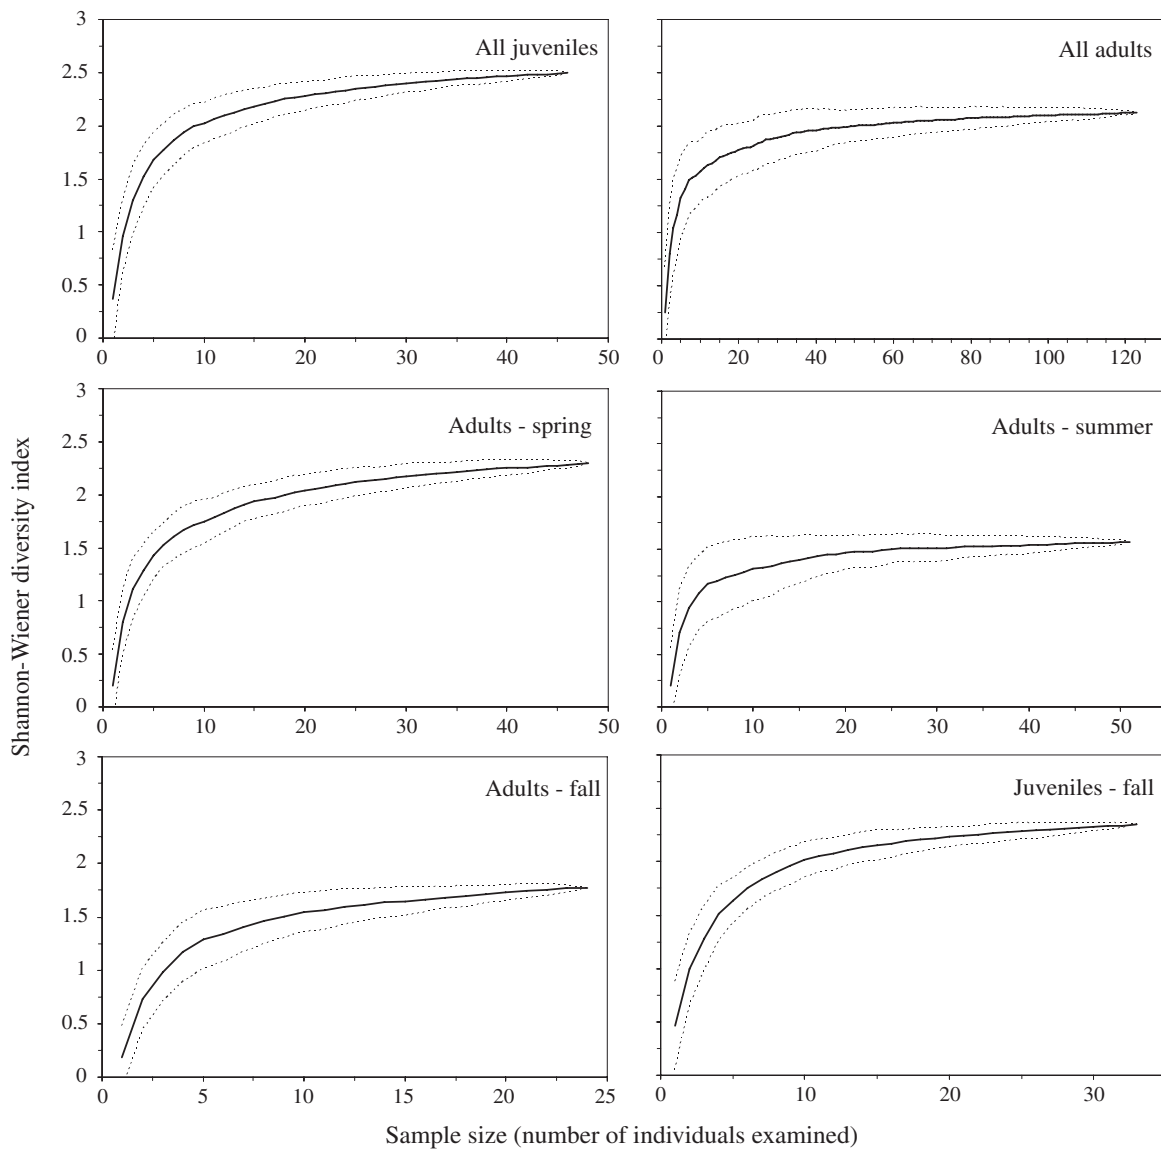 Shannon-Wiener diversity index
3
2.5
2
1.5
1
0.5
0
All juveniles
0 10 20 30 40 50
All adults
0 20 40 60 80 100 120
3
2.5
2
1.5
1
0.5
0
Adults - spring
0 10 20 30 40 50
Adults - summer
0 10 20 30 40 50
3
2.5
2
1.5
1
0.5
0
Adults - fall
0 5 10 15 20 25
Juveniles - fall
0 10 20 30
Sample size (number of individuals examined)